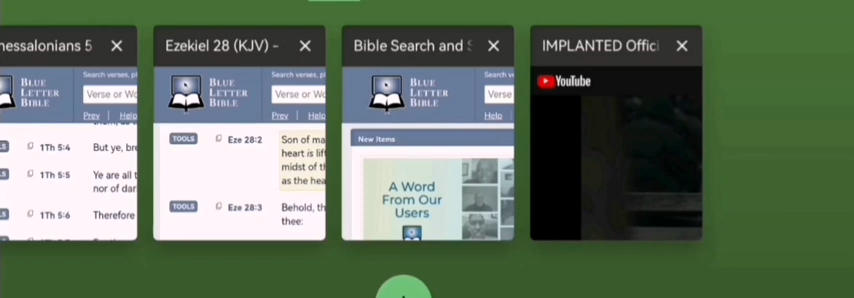 hessalonians 5 ×
Ezekiel 28 (KJV) - ×
Bible Search and S ×
IMPLANTED Offici ×
Search verses, ph
BLUE
LETTER
BIBLE
Verse or Wo
Prev | Help
TOOLS
1Th 5:4 But ye, bre
1Th 5:5 Ye are all t
nor of dar
1Th 5:6 Therefore
Search verses, pl
BLUE
LETTER
BIBLE
Verse or Wo
Prev | Help
TOOLS Eze 28:2 Son of ma
heart is lift
midst of th
as the hea
TOOLS Eze 28:3 Behold, th
thee:
Search v
BLUE
LETTER
BIBLE
Verse
Help
New Items
A Word
From Our
Users
YouTube